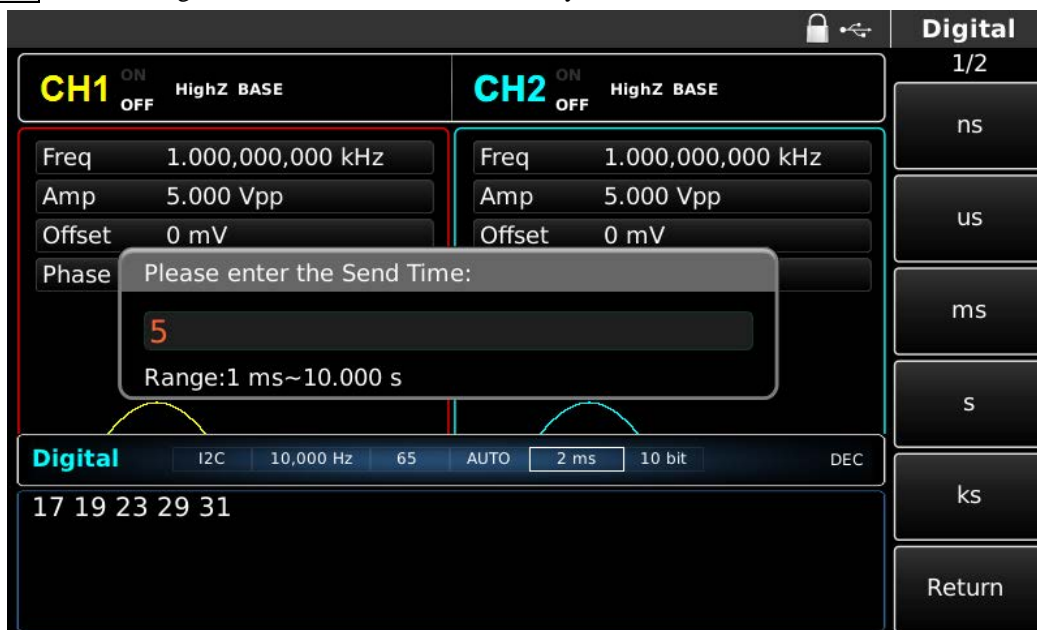 Digital
1/2
CH1 ON OFF HighZ BASE
CH2 ON OFF HighZ BASE
Freq 1.000,000,000 kHz
Amp 5.000 Vpp
Offset 0 mV
Phase
Freq 1.000,000,000 kHz
Amp 5.000 Vpp
Offset 0 mV
Please enter the Send Time:
5
Range:1 ms~10.000 s
Digital I2C 10,000 Hz 65 AUTO 2 ms 10 bit DEC
17 19 23 29 31
ns
us
ms
s
ks
Return